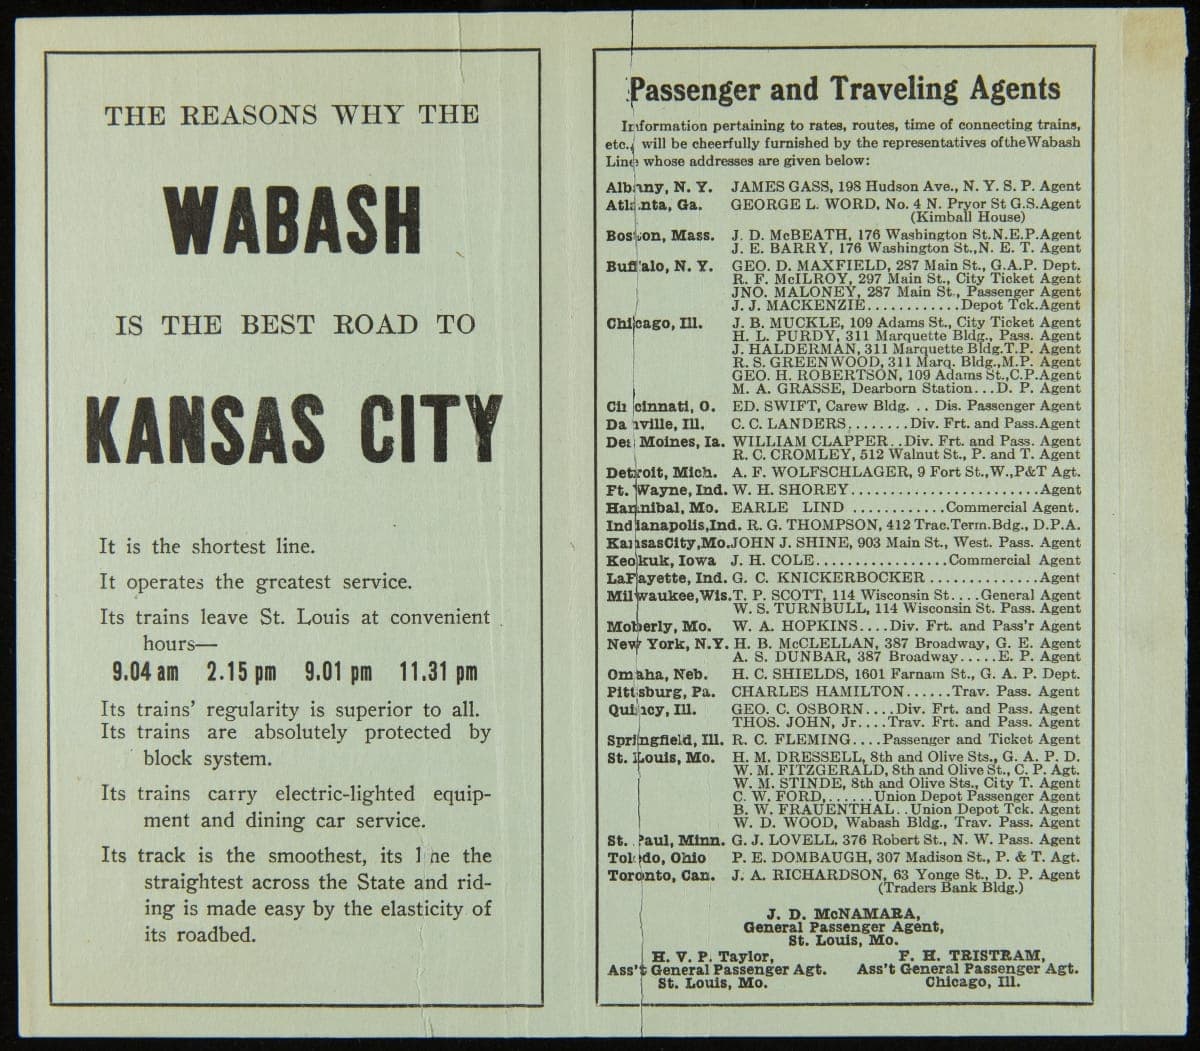 THE REASONS WHY THE
WABASH
IS THE BEST ROAD TO
KANSAS CITY
It is the shortest line.
It operates the greatest service.
Its trains leave St. Louis at convenient
hours—
9.04 am 2.15 pm 9.01 pm 11.31 pm
Its trains' regularity is superior to all.
Its trains are absolutely protected by
block system.
Its trains carry electric-lighted equip-
ment and dining car service.
Its track is the smoothest, its line the
straightest across the State and rid-
ing is made easy by the elasticity of
its roadbed.
Passenger and Traveling Agents
Information pertaining to rates, routes, time of connecting trains,
etc., will be cheerfully furnished by the representatives of the Wabash
Line whose addresses are given below:
Albany, N. Y. JAMES GASS, 198 Hudson Ave., N. Y. S. P. Agent
Atlanta, Ga. GEORGE L. WORD, No. 4 N. Pryor St G.S.Agent
(Kimball House)
Boston, Mass. J. D. McBEATH, 176 Washington St.N.E.P.Agent
J. E. BARRY, 176 Washington St.,N. E. T. Agent
Buffalo, N. Y. GEO. D. MAXFIELD, 287 Main St., G.A.P. Dept.
R. F. McILROY, 297 Main St., City Ticket Agent
JNO. MALONEY, 287 Main St., Passenger Agent
J. J. MACKENZIE............Depot Tck.Agent
Chicago, Ill. J. B. MUCKLE, 109 Adams St., City Ticket Agent
H. L. PURDY, 311 Marquette Bldg., Pass. Agent
J. HALDERMAN, 311 Marquette Bldg.T.P. Agent
R. S. GREENWOOD, 311 Marq. Bldg.,M.P. Agent
GEO. H. ROBERTSON, 109 Adams St.,C.P.Agent
M. A. GRASSE, Dearborn Station...D. P. Agent
Cincinnati, O. ED. SWIFT, Carew Bldg. .. Dis. Passenger Agent
Danville, Ill. C. C. LANDERS........Div. Frt. and Pass.Agent
Des Moines, Ia. WILLIAM CLAPPER..Div. Frt. and Pass. Agent
R. C. CROMLEY, 512 Walnut St., P. and T. Agent
Detroit, Mich. A. F. WOLFSCHLAGER, 9 Fort St.,W.,P&T Agt.
Ft. Wayne, Ind. W. H. SHOREY........................Agent
Hannibal, Mo. EARLE LIND ............Commercial Agent.
Indianapolis,Ind. R. G. THOMPSON, 412 Trac.Term.Bdg., D.P.A.
KansasCity,Mo.JOHN J. SHINE, 903 Main St., West. Pass. Agent
Keokuk, Iowa J. H. COLE.................Commercial Agent
LaFayette, Ind. G. C. KNICKERBOCKER ..............Agent
Milwaukee,Wis.T. P. SCOTT, 114 Wisconsin St....General Agent
W. S. TURNBULL, 114 Wisconsin St. Pass. Agent
Moberly, Mo. W. A. HOPKINS....Div. Frt. and Pass'r Agent
New York, N.Y. H. B. McCLELLAN, 387 Broadway, G. E. Agent
A. S. DUNBAR, 387 Broadway.....E. P. Agent
Omaha, Neb. H. C. SHIELDS, 1601 Farnam St., G. A. P. Dept.
Pittsburg, Pa. CHARLES HAMILTON......Trav. Pass. Agent
Quincy, Ill. GEO. C. OSBORN....Div. Frt. and Pass. Agent
THOS. JOHN, Jr....Trav. Frt. and Pass. Agent
Springfield, Ill. R. C. FLEMING....Passenger and Ticket Agent
St. Louis, Mo. H. M. DRESSELL, 8th and Olive Sts., G. A. P. D.
W. M. FITZGERALD, 8th and Olive St., C. P. Agt.
W. M. STINDE, 8th and Olive Sts., City T. Agent
C. W. FORD,......Union Depot Passenger Agent
B. W. FRAUENTHAL..Union Depot Tck. Agent
W. D. WOOD, Wabash Bldg., Trav. Pass. Agent
St. Paul, Minn. G. J. LOVELL, 376 Robert St., N. W. Pass. Agent
Toledo, Ohio P. E. DOMBAUGH, 307 Madison St., P. & T. Agt.
Toronto, Can. J. A. RICHARDSON, 63 Yonge St., D. P. Agent
(Traders Bank Bldg.)
J. D. McNAMARA,
General Passenger Agent,
St. Louis, Mo.
H. V. P. Taylor, F. H. TRISTRAM,
Ass't General Passenger Agt. Ass't General Passenger Agt.
St. Louis, Mo. Chicago, Ill.